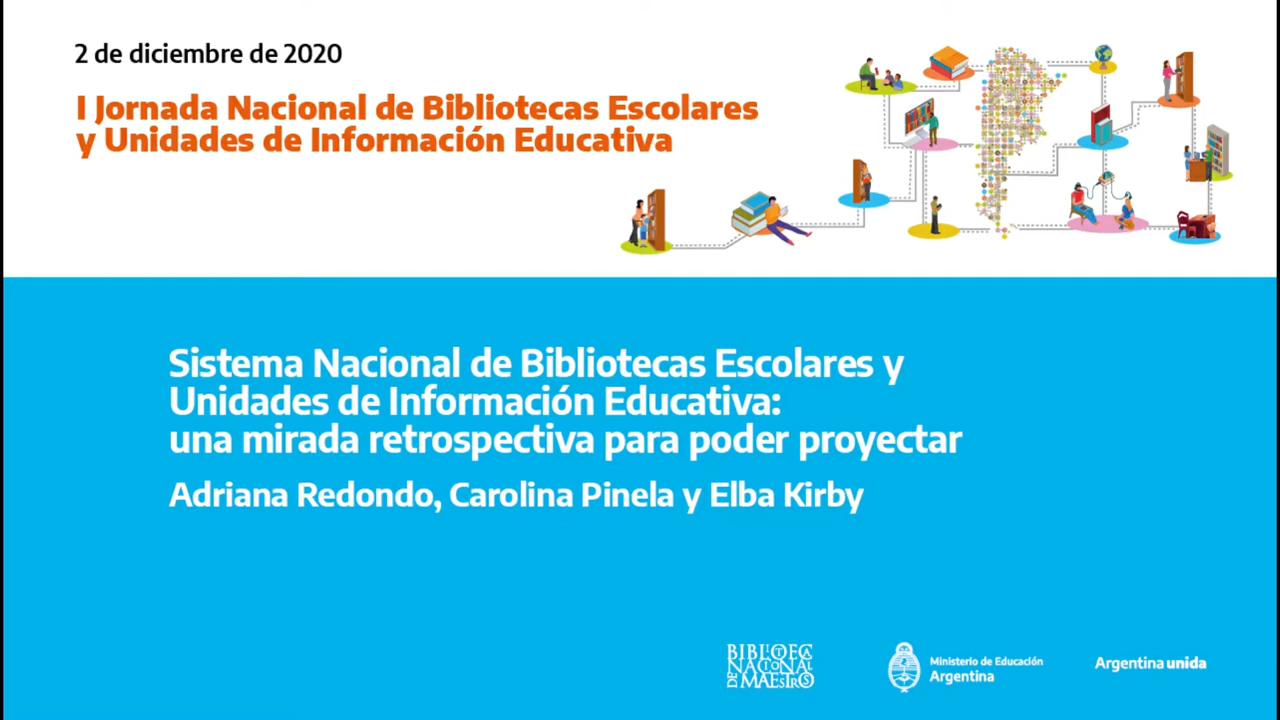 2 de diciembre de 2020
I Jornada Nacional de Bibliotecas Escolares
y Unidades de Información Educativa
Sistema Nacional de Bibliotecas Escolares y
Unidades de Información Educativa:
una mirada retrospectiva para poder proyectar
Adriana Redondo, Carolina Pinela y Elba Kirby
BIBLIOTECA
NACIONAL
DE MAESTROS
Ministerio de Educación
Argentina
Argentina unida